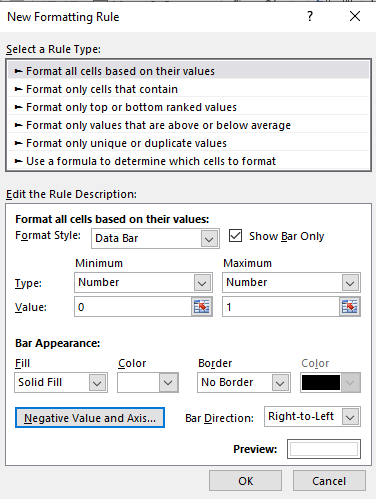 New Formatting Rule ? ×
Select a Rule Type:
► Format all cells based on their values
► Format only cells that contain
► Format only top or bottom ranked values
► Format only values that are above or below average
► Format only unique or duplicate values
► Use a formula to determine which cells to format
Edit the Rule Description:
Format all cells based on their values:
Format Style: Data Bar Show Bar Only
Minimum Maximum
Type: Number Number
Value: 0 1
Bar Appearance:
Fill Color Border Color
Solid Fill No Border
Negative Value and Axis... Bar Direction: Right-to-Left
Preview:
OK Cancel